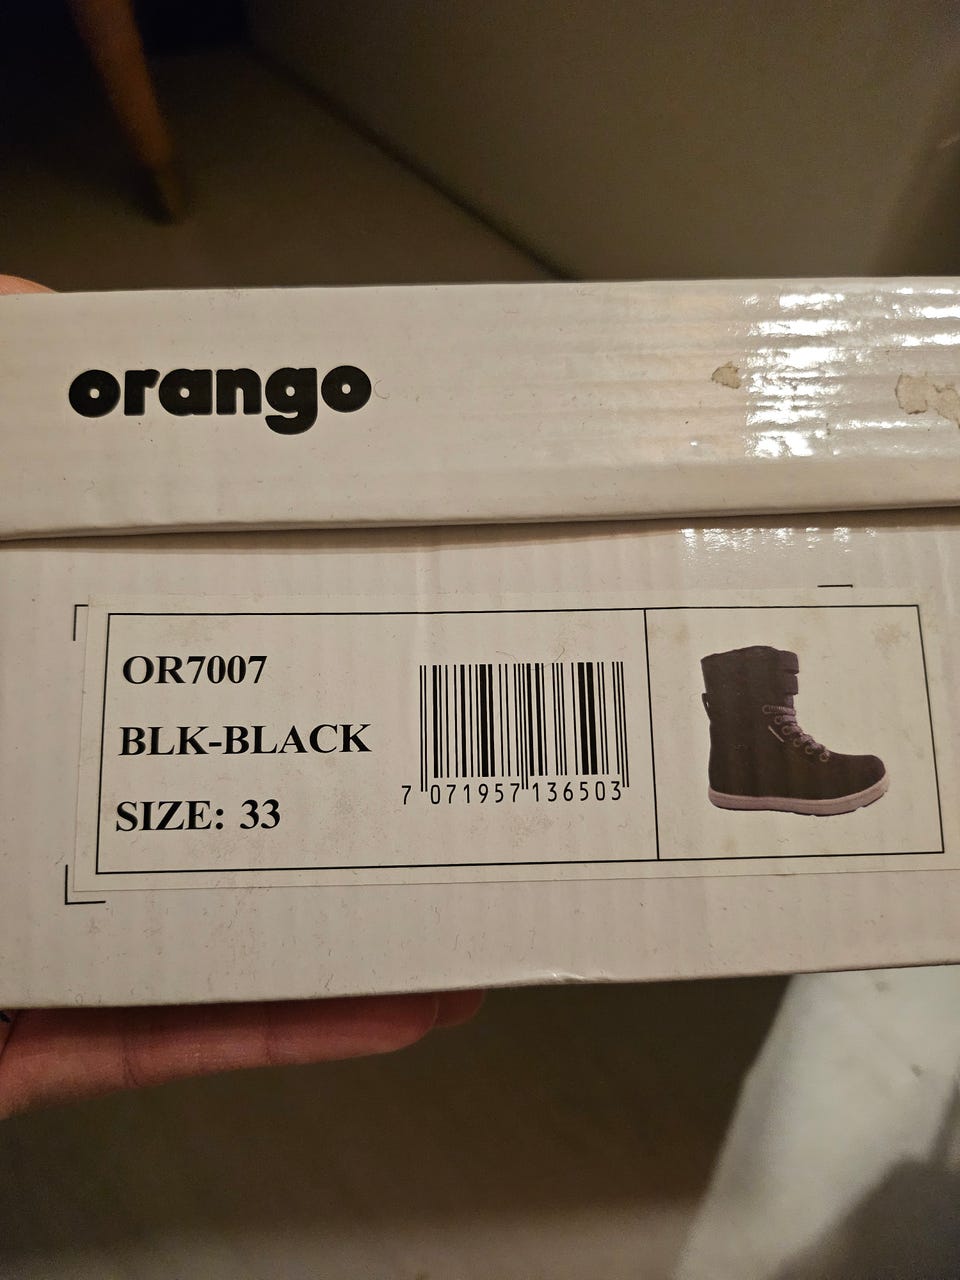 orango
OR7007
BLK-BLACK
SIZE: 33
7 071957 136503